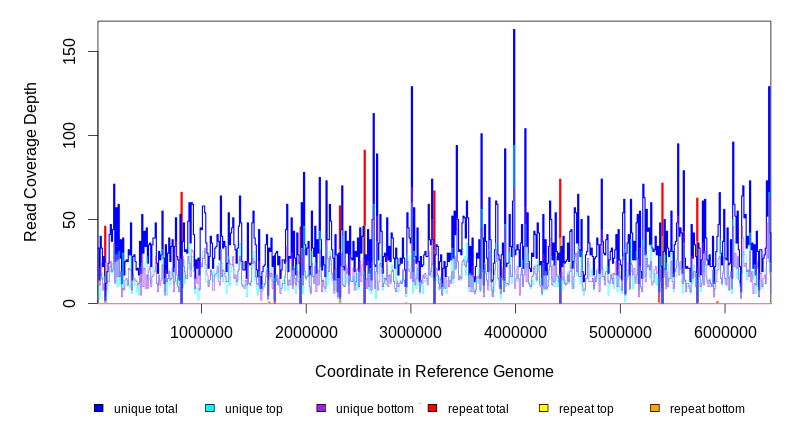 Read Coverage Depth
150
100
50
0
1000000 2000000 3000000 4000000 5000000 6000000
Coordinate in Reference Genome
unique total unique top unique bottom repeat total repeat top repeat bottom